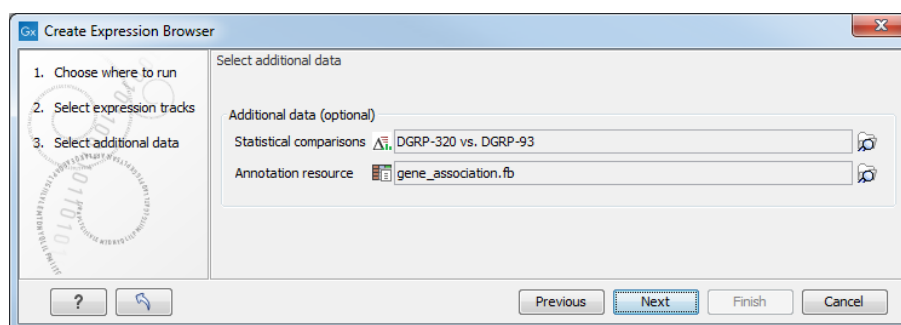 Gx Create Expression Browser
1. Choose where to run
2. Select expression tracks
3. Select additional data
Select additional data
Additional data (optional)
Statistical comparisons DGRP-320 vs. DGRP-93
Annotation resource gene_association.fb
? Previous Next Finish Cancel